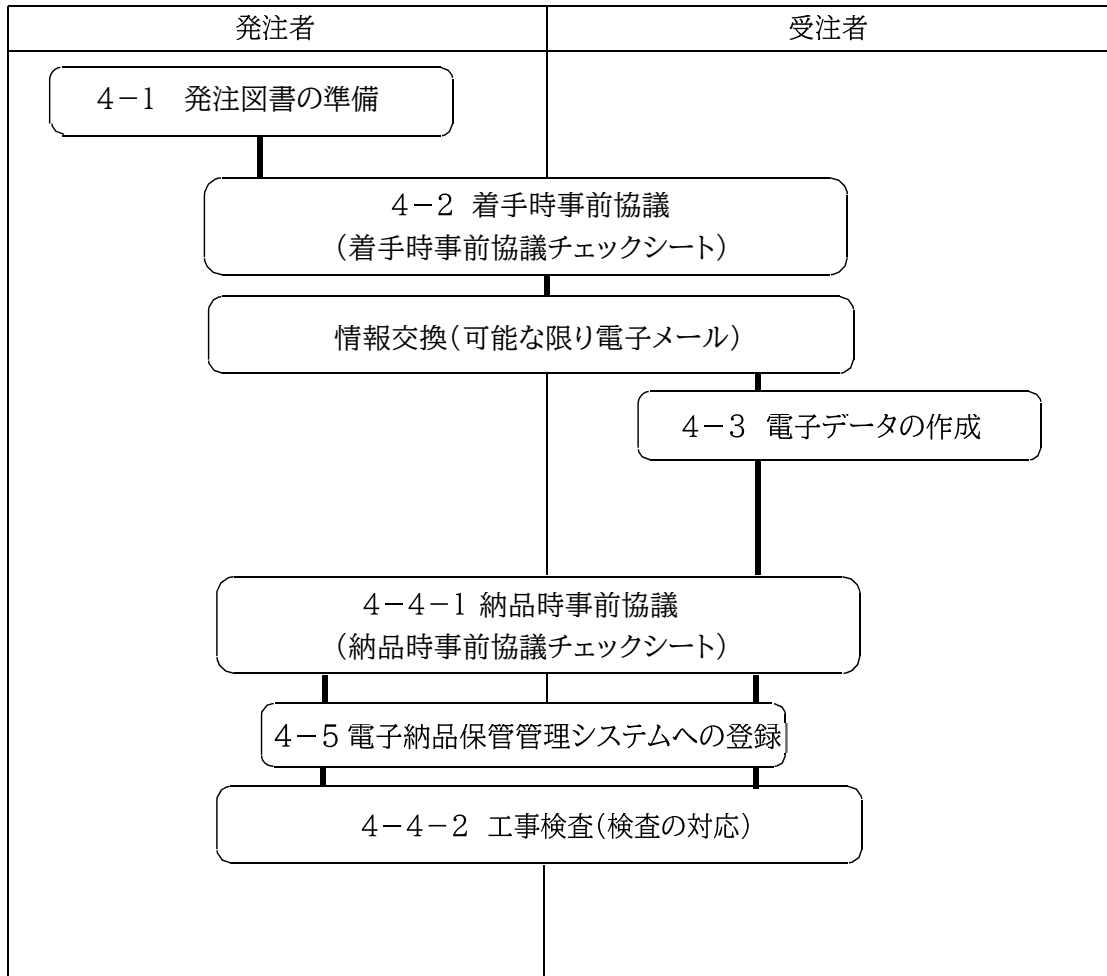 発注者
受注者
4－1　発注図書の準備
4－2 着手時事前協議
（着手時事前協議チェックシート）
情報交換（可能な限り電子メール）
4－3 電子データの作成
4－4－1 納品時事前協議
（納品時事前協議チェックシート）
4－5 電子納品保管管理システムへの登録
4－4－2 工事検査（検査の対応）